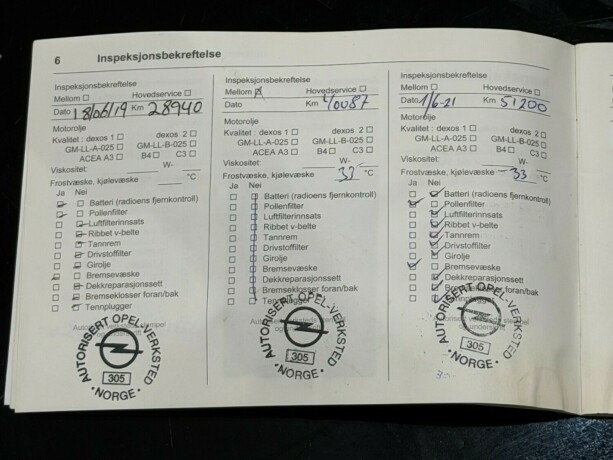 6 Inspeksjonsbekreftelse
Inspeksjonsbekreftelse
Mellom Hovedservice
Dato 18/06/19 Km 28940
Motorolje
Kvalitet : dexos 1 dexos 2
GM-LL-A-025 GM-LL-B-025
ACEA A3 B4 C3
Viskositet: W-
Frostvæske, kjølevæske °C
Ja Nei
Batteri (radioens fjernkontroll)
Pollenfilter
Luftfilterinnsats
Ribbet v-belte
Tannrem
Drivstoffilter
Girolje
Bremsevæske
Dekkreparasjonssett
Bremseklosser foran/bak
Tennplugger
AUTORISERT OPEL-VERKSTED
305
NORGE
Inspeksjonsbekreftelse
Mellom Hovedservice
Dato Km 40087
Motorolje
Kvalitet : dexos 1 dexos 2
GM-LL-A-025 GM-LL-B-025
ACEA A3 B4 C3
Viskositet: W-
Frostvæske, kjølevæske °C
Ja Nei
Batteri (radioens fjernkontroll)
Pollenfilter
Luftfilterinnsats
Ribbet v-belte
Tannrem
Drivstoffilter
Girolje
Bremsevæske
Dekkreparasjonssett
Bremseklosser foran/bak
Tennplugger
AUTORISERT OPEL-VERKSTED
305
NORGE
Inspeksjonsbekreftelse
Mellom Hovedservice
Dato 1/6-21 Km 51200
Motorolje
Kvalitet : dexos 1 dexos 2
GM-LL-A-025 GM-LL-B-025
ACEA A3 B4 C3
Viskositet: W-
Frostvæske, kjølevæske -33 °C
Ja Nei
Batteri (radioens fjernkontroll)
Pollenfilter
Luftfilterinnsats
Ribbet v-belte
Tannrem
Drivstoffilter
Girolje
Bremsevæske
Dekkreparasjonssett
Bremseklosser foran/bak
Tennplugger
AUTORISERT OPEL-VERKSTED
305
NORGE